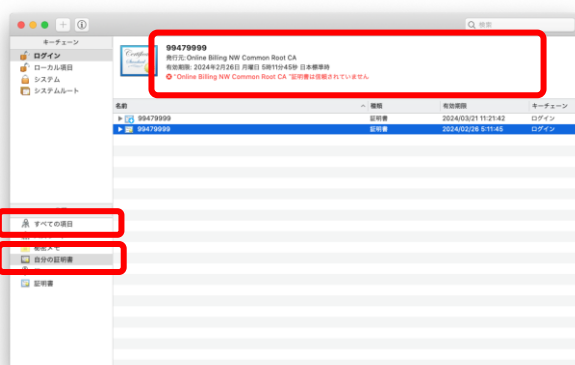 検索
キーチェーン
ログイン
ローカル項目
システム
システムルート
99479999
発行元: Online Billing NW Common Root CA
有効期限: 2024年2月26日 月曜日 5時11分45秒 日本標準時
"Online Billing NW Common Root CA "証明書は信頼されていません
名前 種類 有効期限 キーチェーン
99479999 証明書 2024/03/21 11:21:42 ログイン
99479999 証明書 2024/02/26 5:11:45 ログイン
すべての項目
自分の証明書
証明書